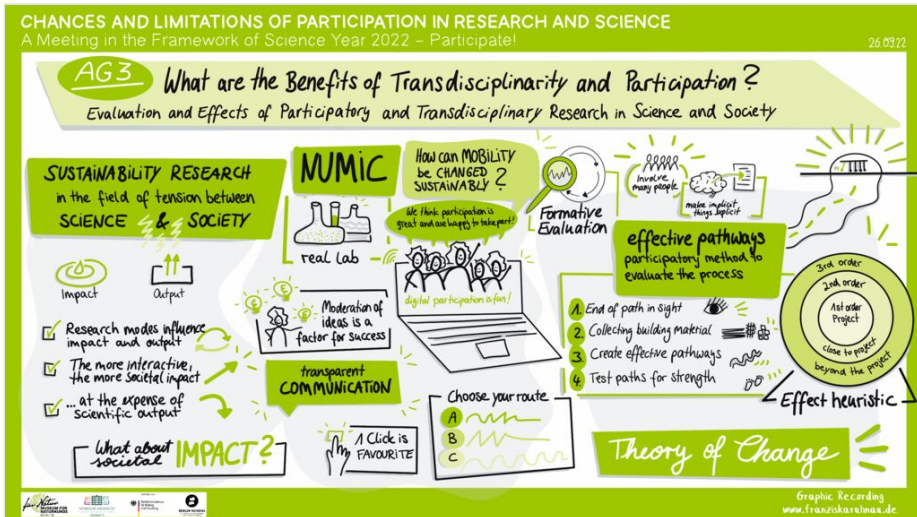 CHANCES AND LIMITATIONS OF PARTICIPATION IN RESEARCH AND SCIENCE
A Meeting in the Framework of Science Year 2022 – Participate!
26.09.22
AG3
What are the Benefits of Transdisciplinarity and Participation?
Evaluation and Effects of Participatory and Transdisciplinary Research in Science and Society
SUSTAINABILITY RESEARCH
in the field of tension between
SCIENCE & SOCIETY
Impact
Output
Research modes influence
impact and output
The more interactive,
the more societal impact
... at the expense of
scientific output
What about
societal IMPACT?
NUMIC
real lab
How can MOBILITY
be CHANGED
SUSTAINABLY?
We think participation is
great and are happy to take part!
digital participation is fun!
Moderation of
ideas is a
factor for success
transparent
COMMUNICATION
1 Click is
FAVOURITE
Choose your route
A
B
C
Formative
Evaluation
Involve
many people
make implicit
things explicit
effective pathways
participatory method to
evaluate the process
1. End of path in sight
2. Collecting building material
3. Create effective pathways
4. Test paths for strength
3rd order
2nd order
1st order
Project
close to project
beyond the project
Effect heuristic
Theory of Change
für Natur
MUSEUM FÜR
NATURKUNDE
BERLIN
Graphic Recording
www.franziskaruhnau.de